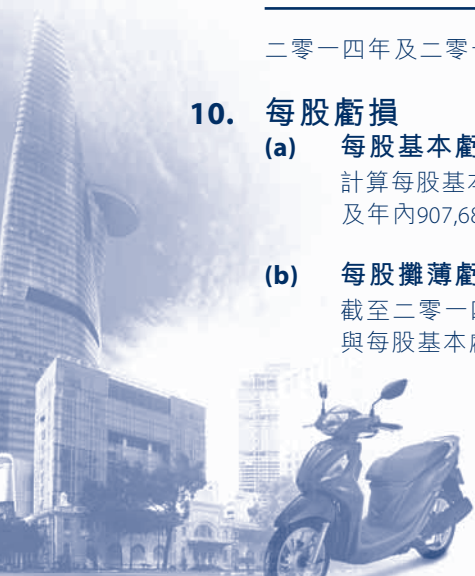 二零一四年及二零
10. 每股虧損
(a) 每股基本虧
計算每股基本
及年內907,68
(b) 每股攤薄虧
截至二零一四
與每股基本